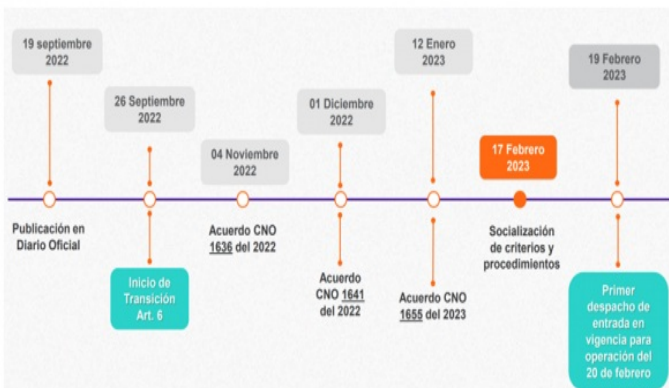 19 septiembre
2022
Publicación en
Diario Oficial
26 Septiembre
2022
Inicio de
Transición
Art. 6
04 Noviembre
2022
Acuerdo CNO
1636 del 2022
01 Diciembre
2022
Acuerdo
CNO 1641
del 2022
12 Enero
2023
Acuerdo CNO
1655 del 2023
17 Febrero
2023
Socialización
de criterios y
procedimientos
19 Febrero
2023
Primer
despacho de
entrada en
vigencia para
operación del
20 de febrero